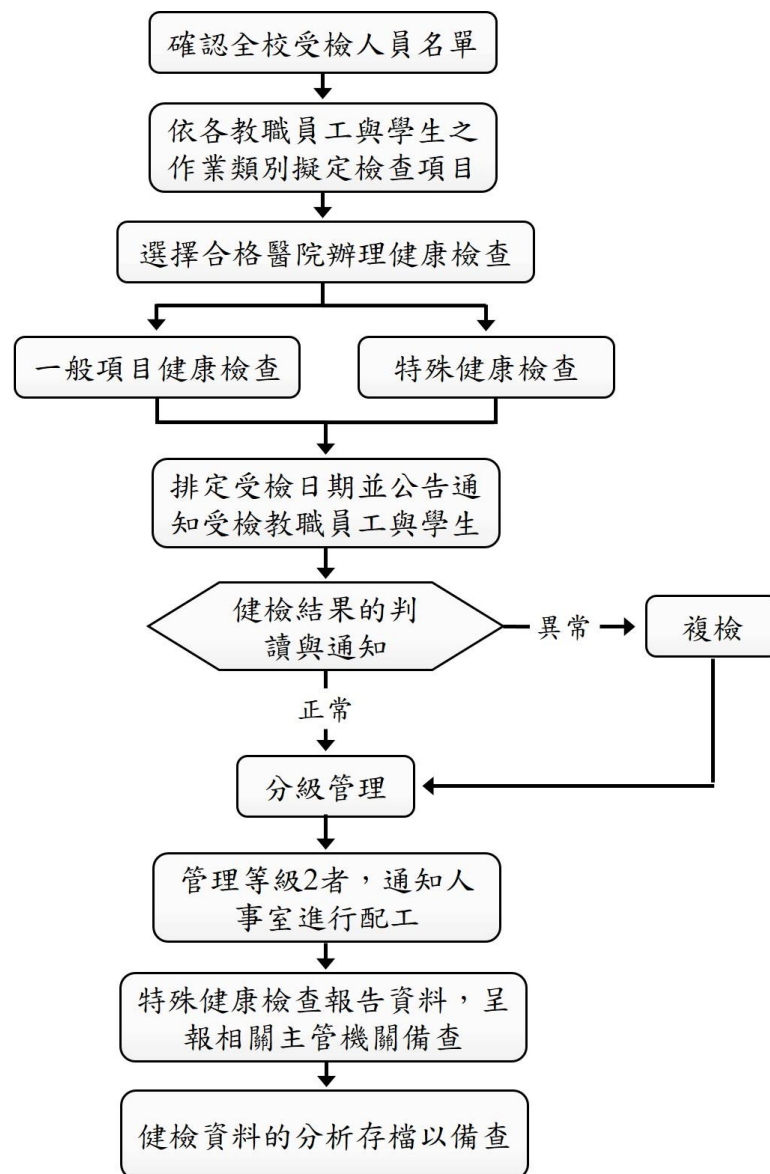 確認全校受檢人員名單
依各教職員工與學生之
作業類別擬定檢查項目
選擇合格醫院辦理健康檢查
一般項目健康檢查
特殊健康檢查
排定受檢日期並公告通
知受檢教職員工與學生
健檢結果的判
讀與通知
異常
複檢
正常
分級管理
管理等級2者，通知人
事室進行配工
特殊健康檢查報告資料，呈
報相關主管機關備查
健檢資料的分析存檔以備查